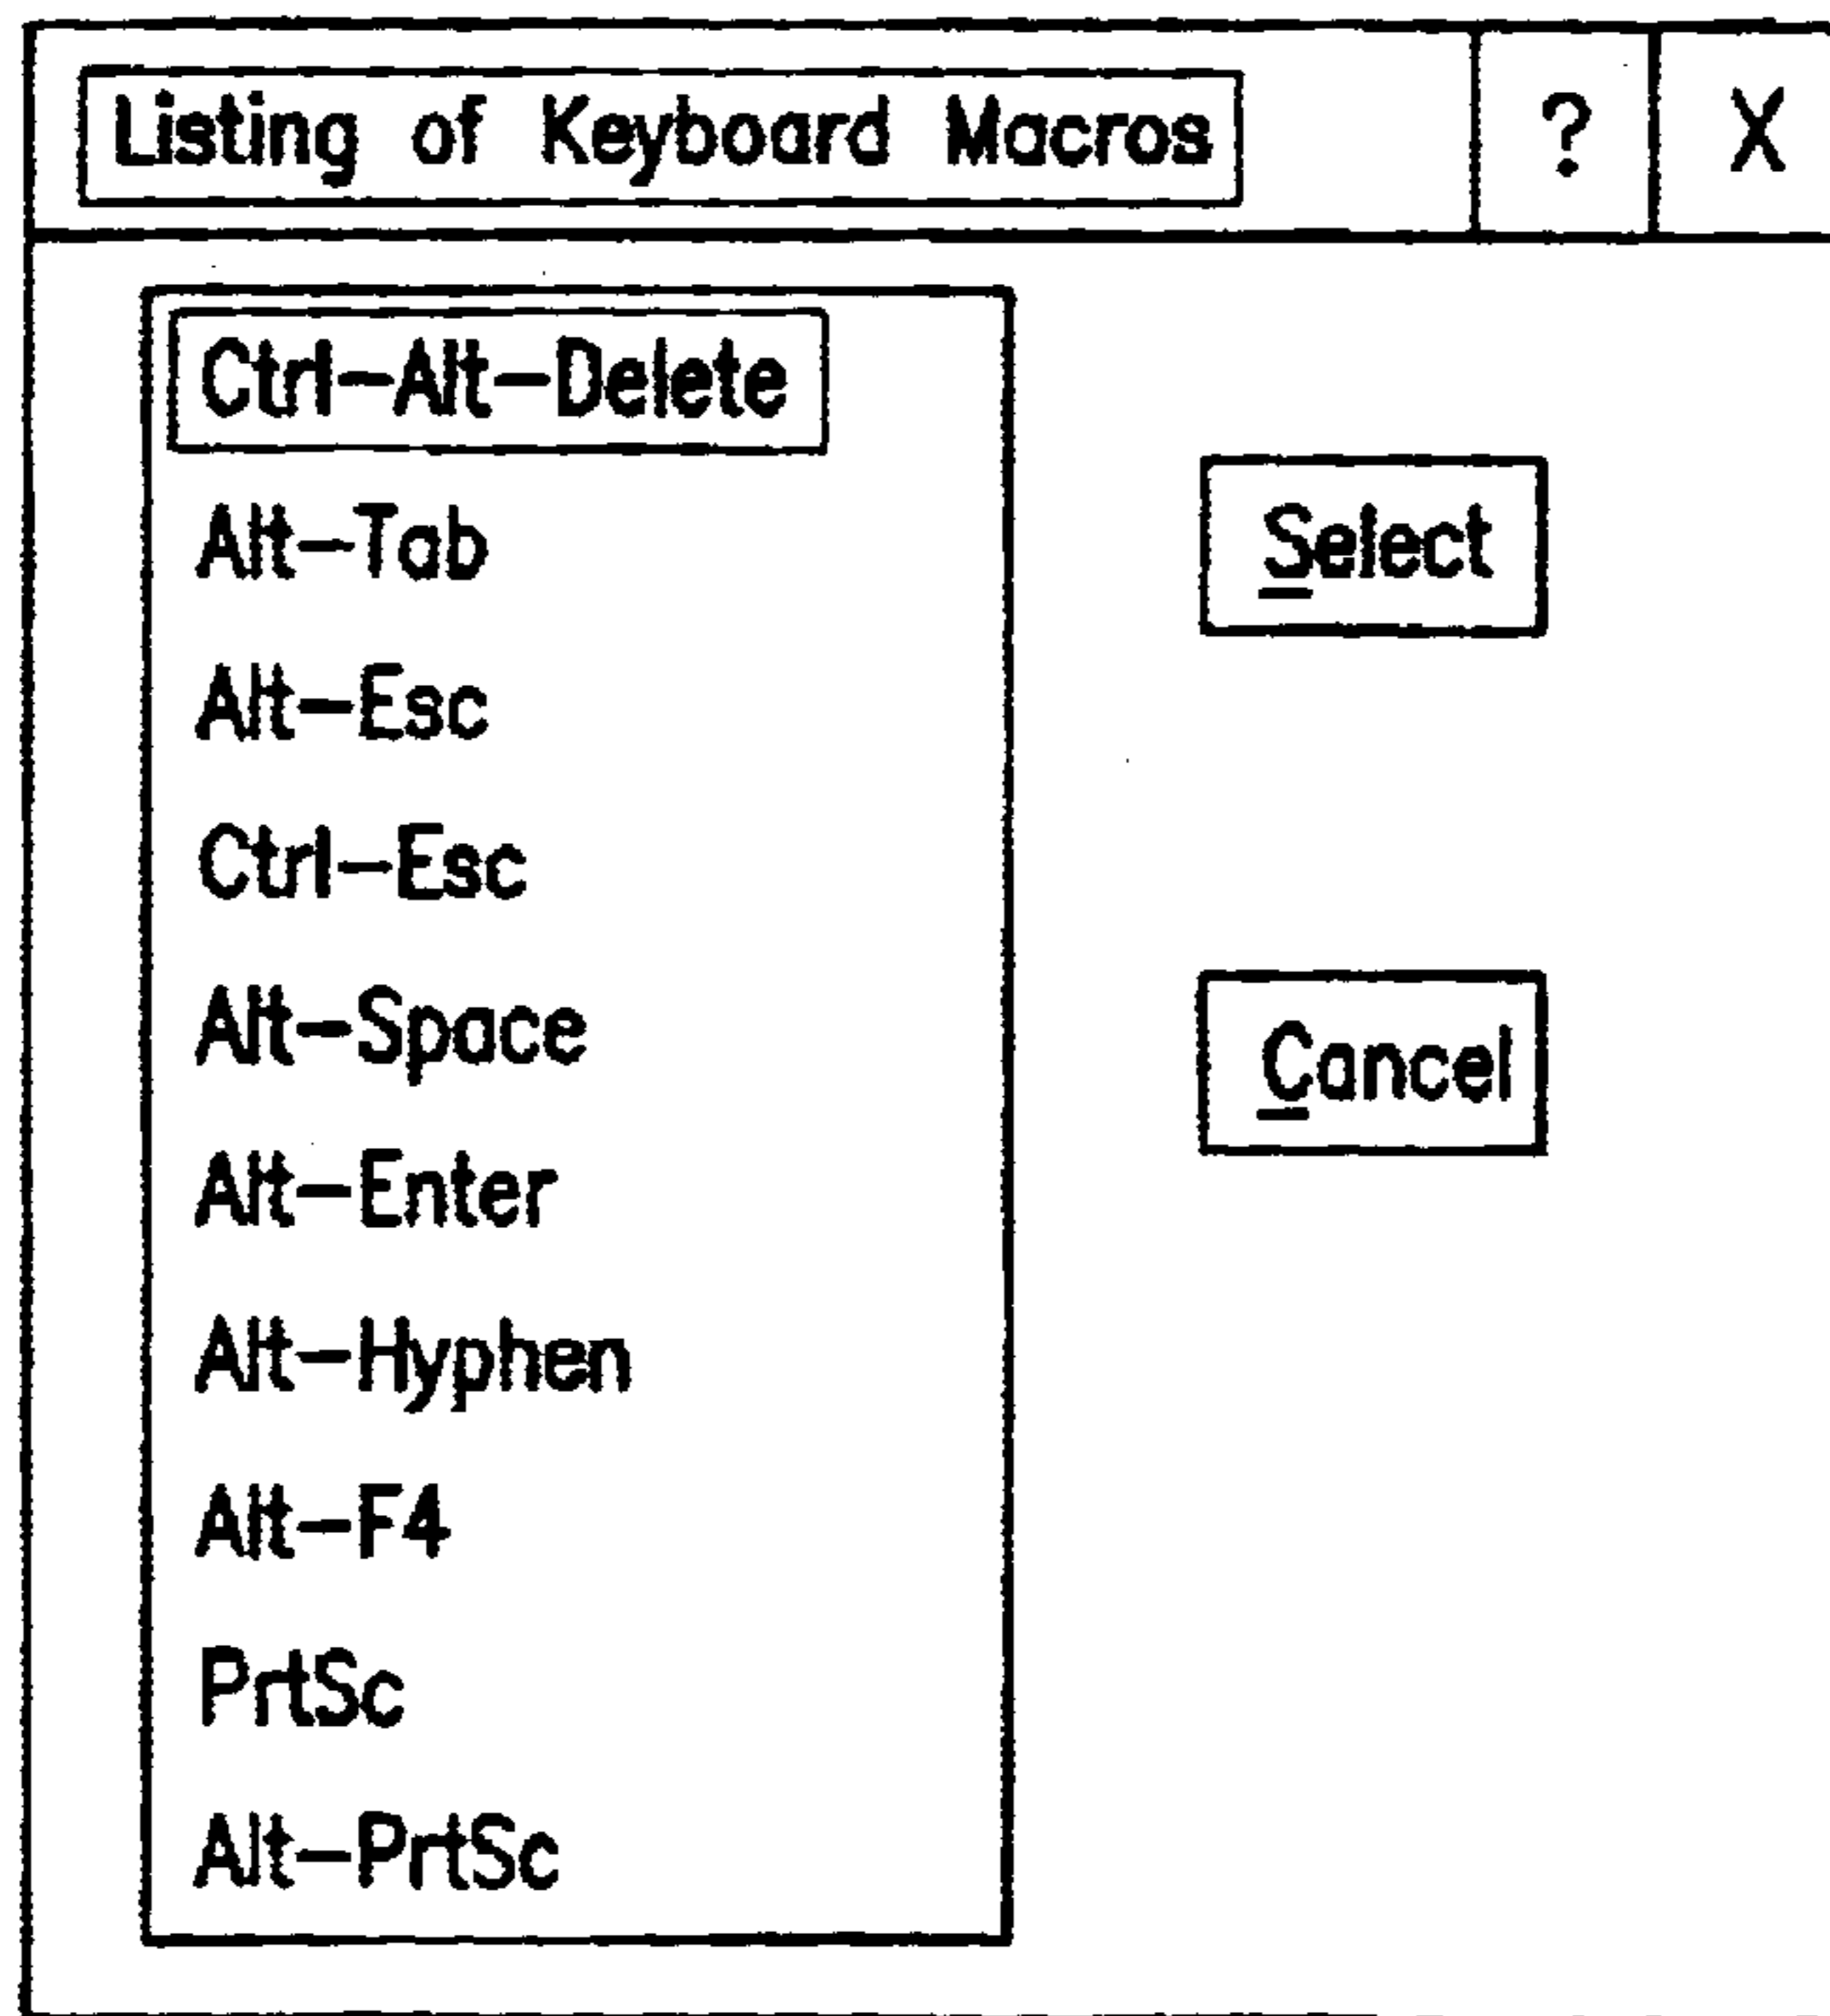 Listing of Keyboard Macros ? X
Ctrl-Alt-Delete
Alt-Tab
Select
Alt-Esc
Ctrl-Esc
Alt-Space
Cancel
Alt-Enter
Alt-Hyphen
Alt-F4
PrtSc
Alt-PrtSc